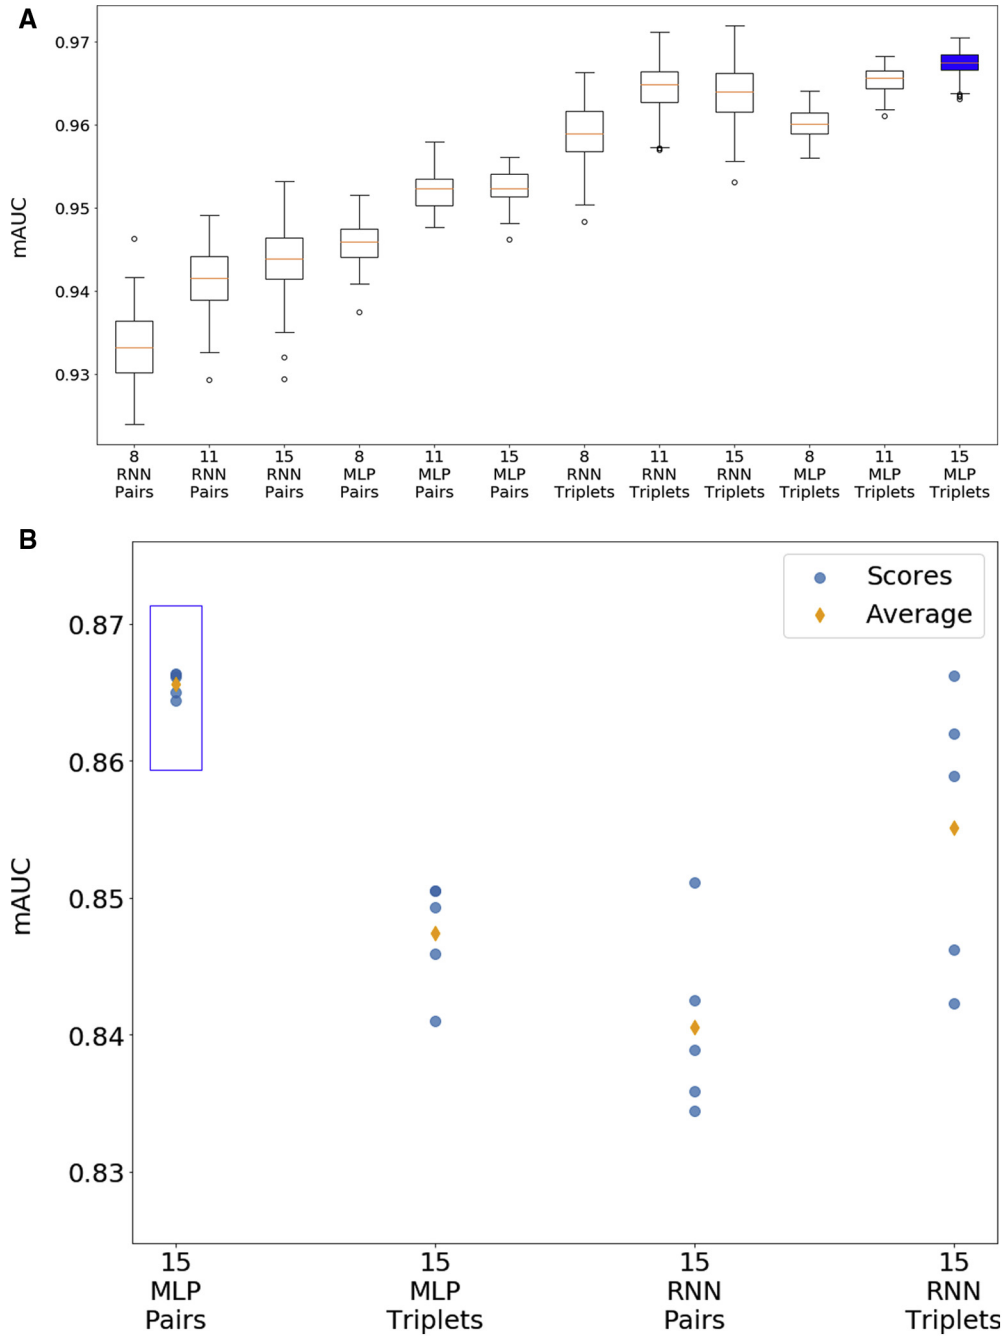 A
mAUC
0.97
0.96
0.95
0.94
0.93
8 RNN Pairs
11 RNN Pairs
15 RNN Pairs
8 MLP Pairs
11 MLP Pairs
15 MLP Pairs
8 RNN Triplets
11 RNN Triplets
15 RNN Triplets
8 MLP Triplets
11 MLP Triplets
15 MLP Triplets
B
Scores
Average
mAUC
0.87
0.86
0.85
0.84
0.83
15 MLP Pairs
15 MLP Triplets
15 RNN Pairs
15 RNN Triplets